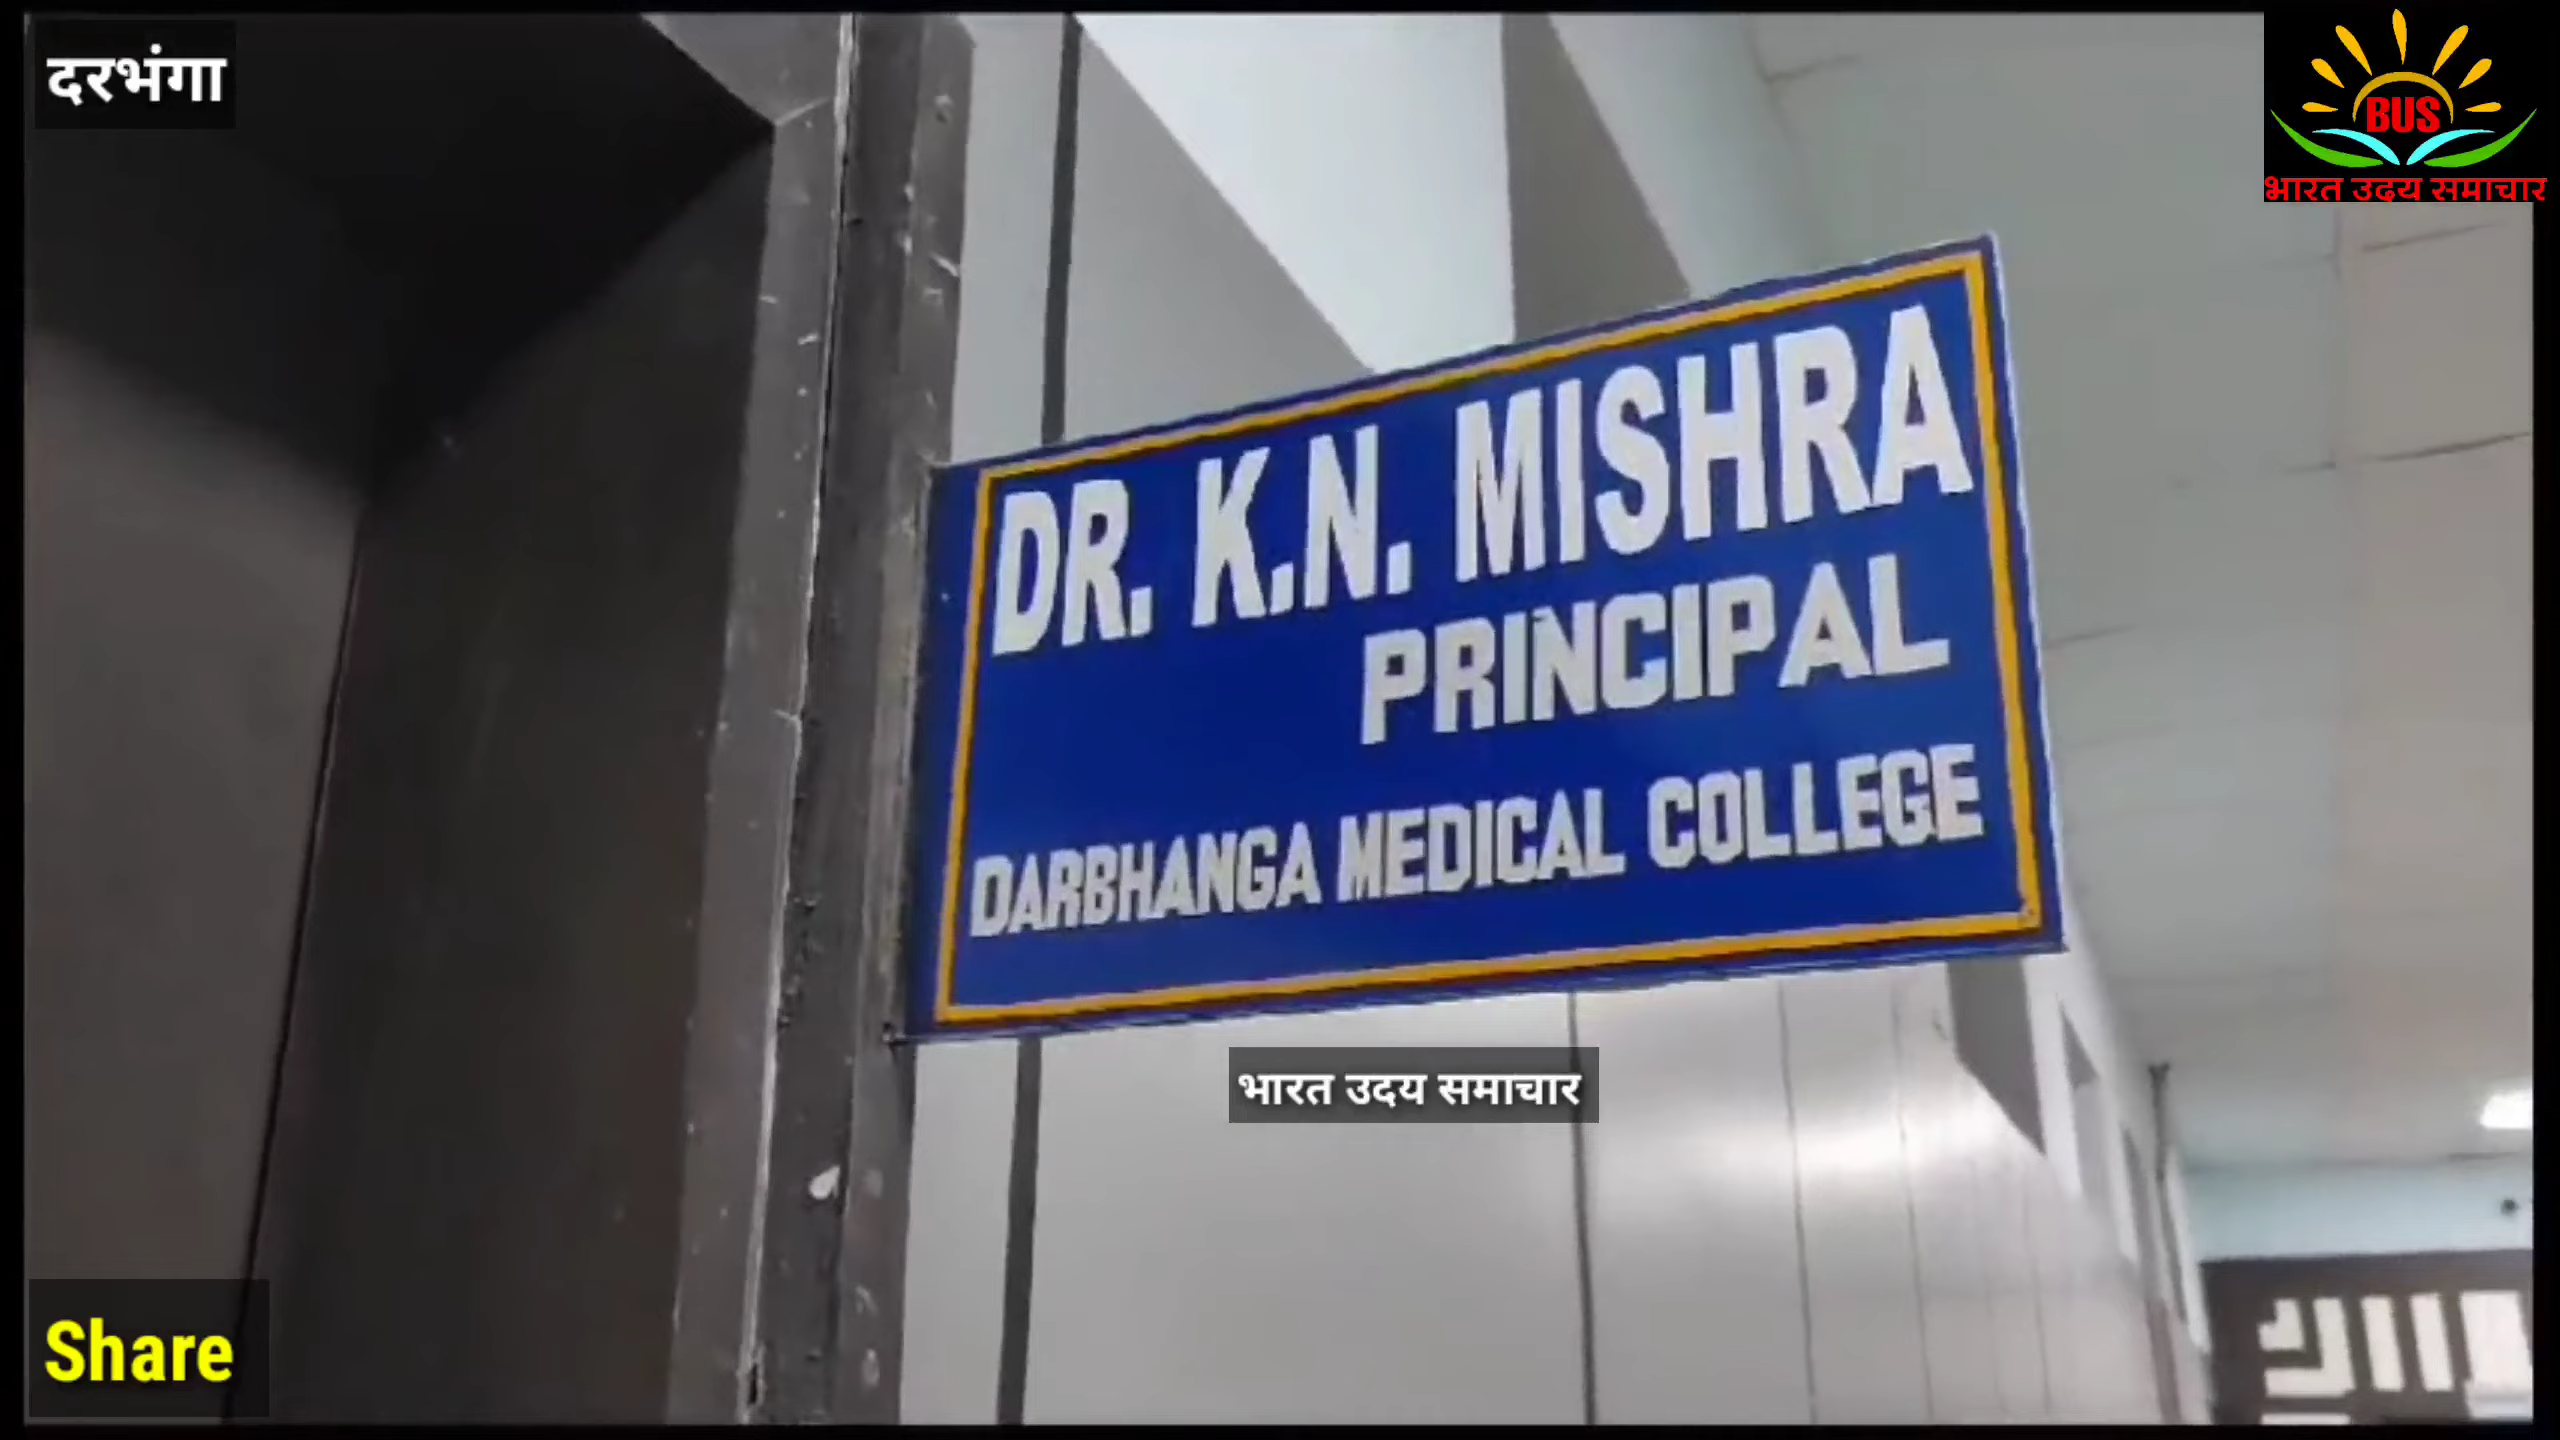 दरभंगा
BUS
भारत उदय समाचार
DR. K.N. MISHRA
PRINCIPAL
DARBHANGA MEDICAL COLLEGE
भारत उदय समाचार
Share